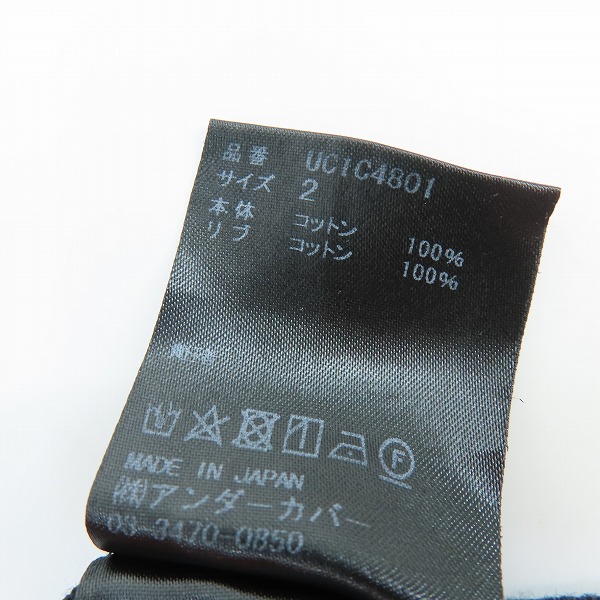 品番 UC1C4801
サイズ 2
本体 コットン 100%
リブ コットン 100%
F
MADE IN JAPAN
㈱アンダーカバー
03-3470-0850